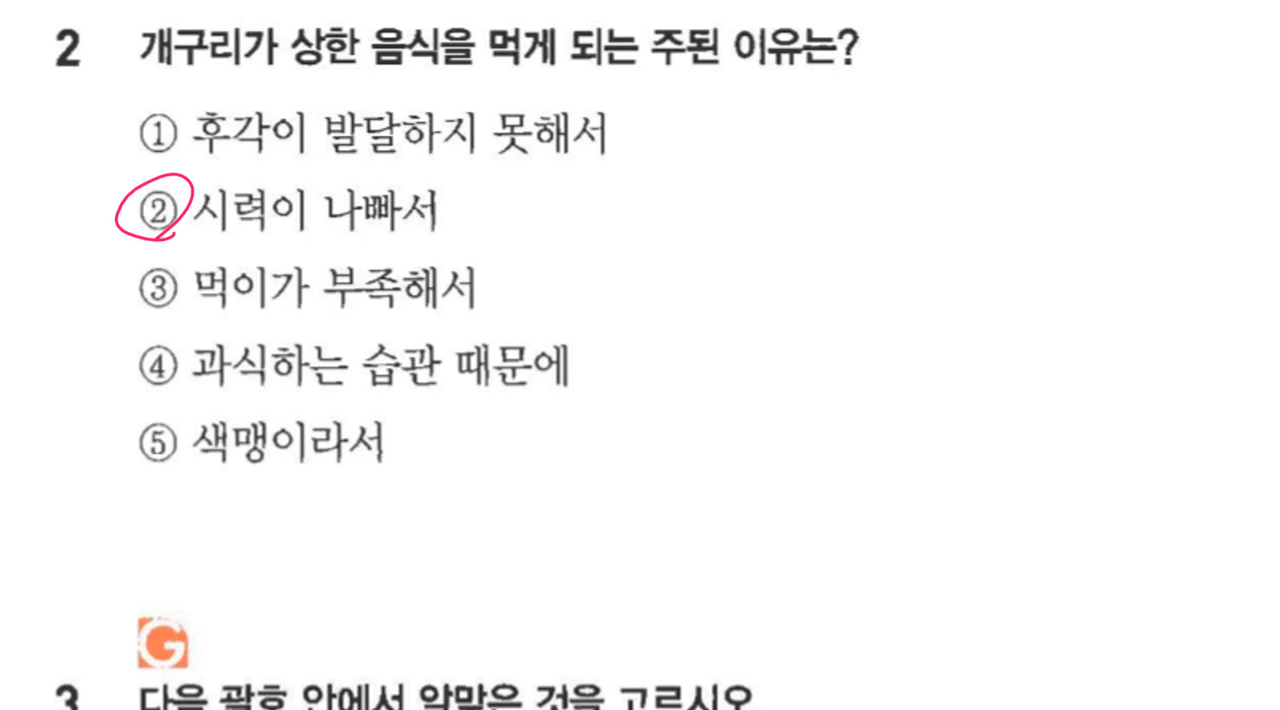 2 개구리가 상한 음식을 먹게 되는 주된 이유는?
① 후각이 발달하지 못해서
② 시력이 나빠서
③ 먹이가 부족해서
④ 과식하는 습관 때문에
⑤ 색맹이라서
G
3 다음 괄호 안에서 알맞은 것을 고르시오